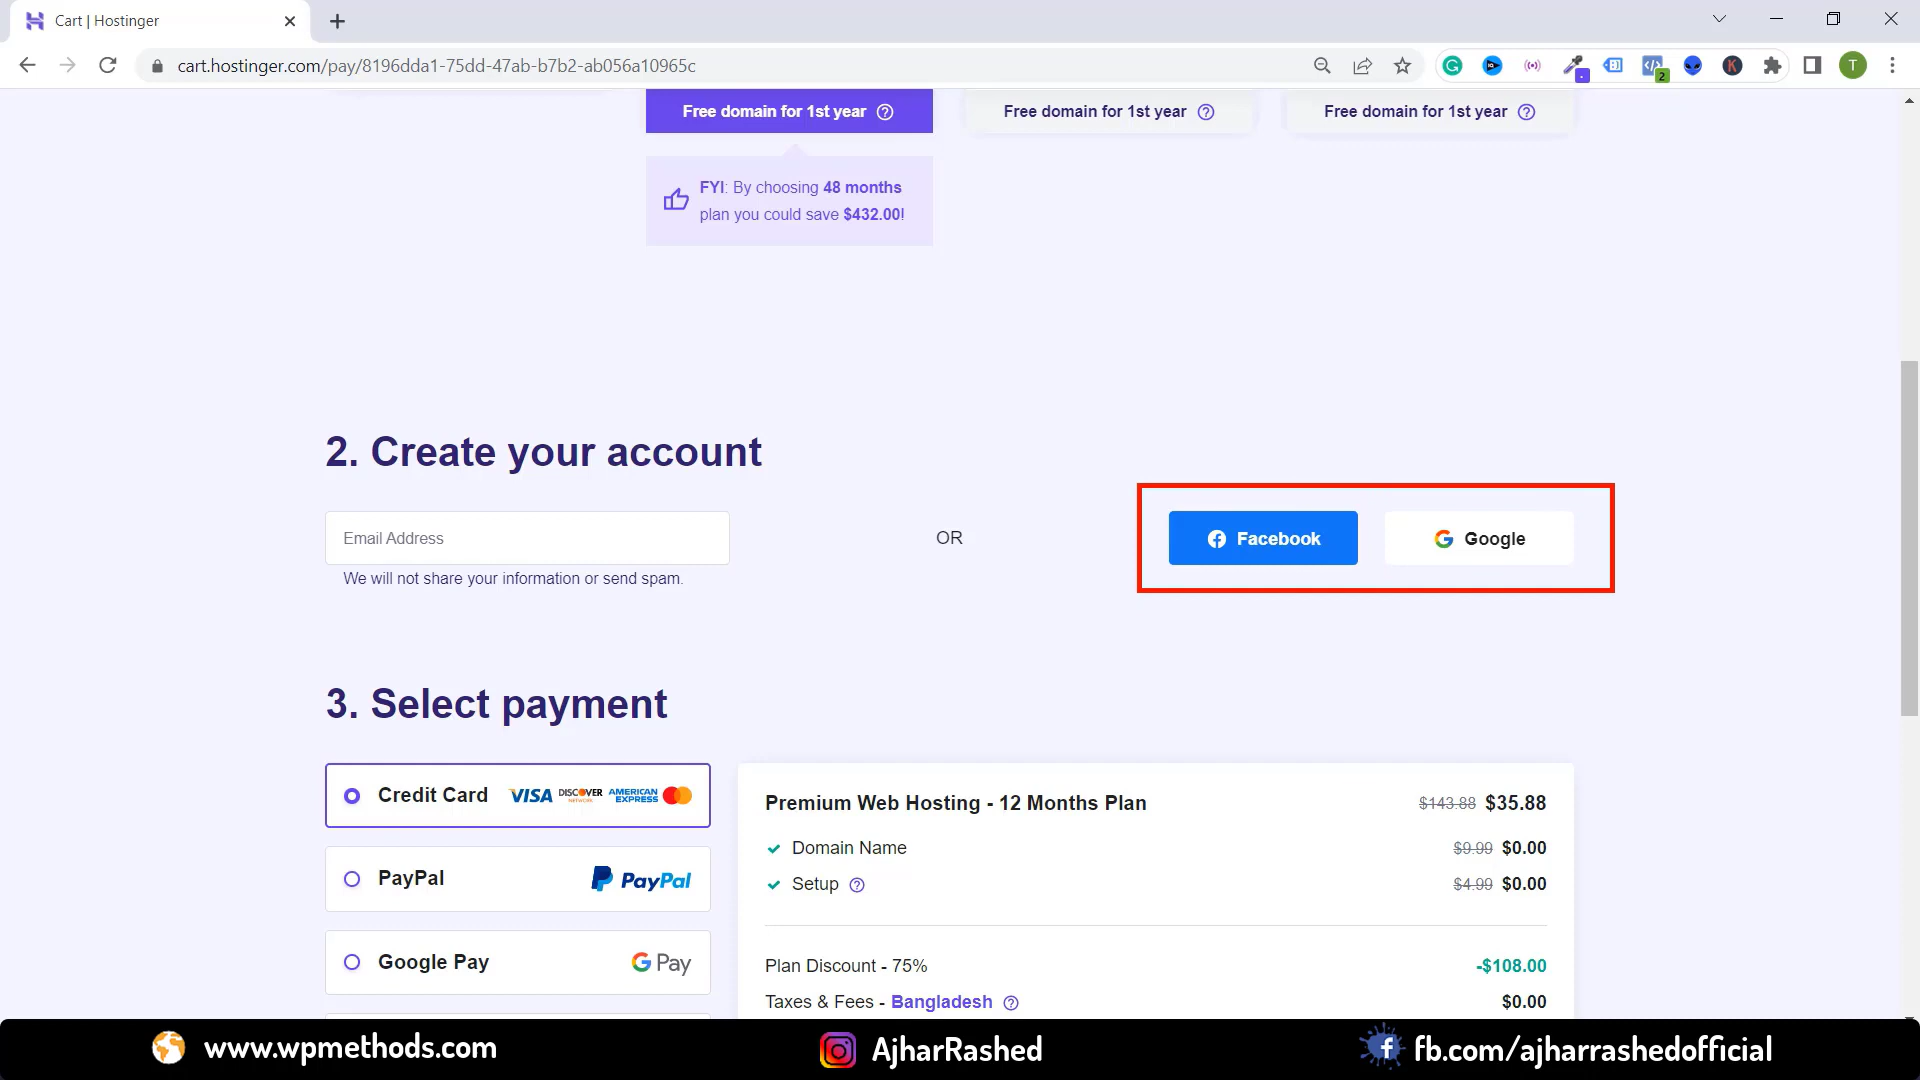 Cart | Hostinger
cart.hostinger.com/pay/8196dda1-75dd-47ab-b7b2-ab056a10965c
2
K
T
Free domain for 1st year
Free domain for 1st year
Free domain for 1st year
FYI: By choosing 48 months
plan you could save $432.00!
2. Create your account
Email Address
OR
Facebook
Google
We will not share your information or send spam.
3. Select payment
Credit Card VISA DISCOVER NETWORK AMERICAN EXPRESS
PayPal PayPal
Google Pay G Pay
Premium Web Hosting - 12 Months Plan $143.88 $35.88
Domain Name $9.99 $0.00
Setup $4.99 $0.00
Plan Discount - 75% -$108.00
Taxes & Fees - Bangladesh $0.00
www.wpmethods.com
AjharRashed
fb.com/ajharrashedofficial